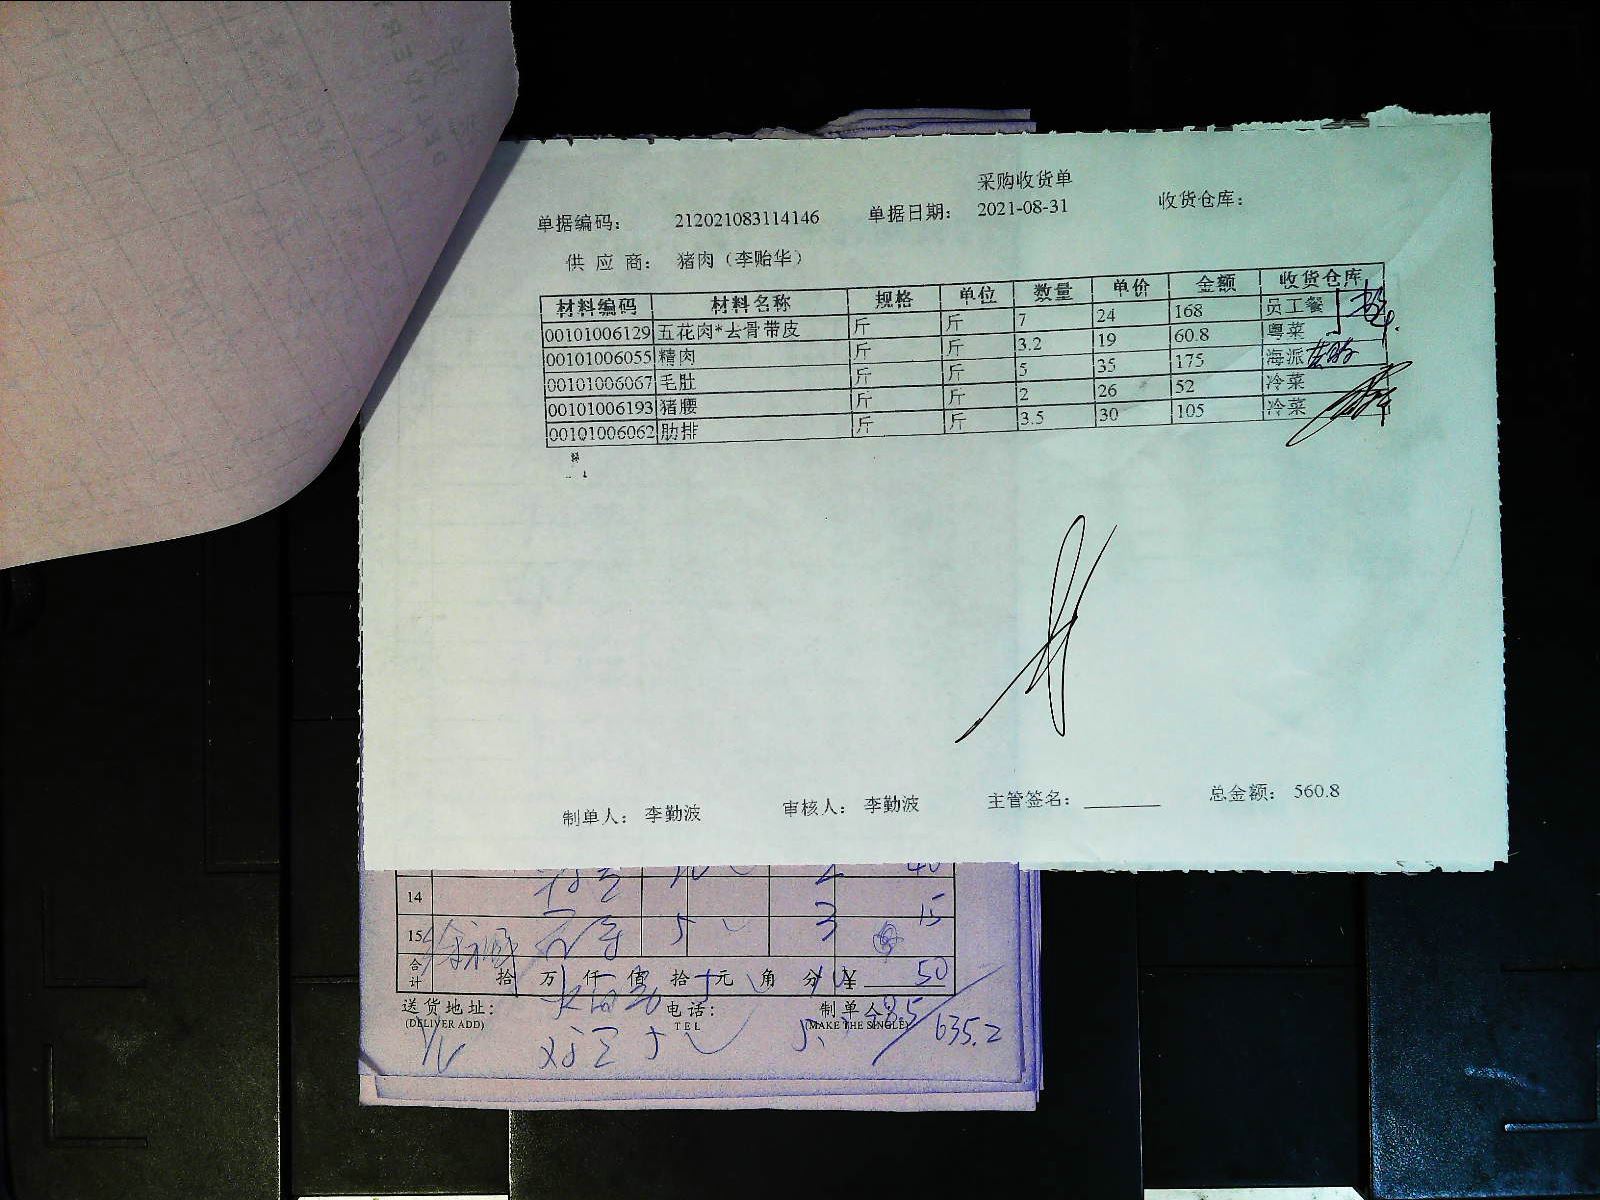 采购收货单
单据编码： 212021083114146 单据日期： 2021-08-31 收货仓库：
供 应 商： 猪肉（李贻华）
材料编码 材料名称 规格 单位 数量 单价 金额 收货仓库
00101006129 五花肉*去骨带皮 斤 斤 7 24 168 员工餐
00101006055 精肉 斤 斤 3.2 19 60.8 粤菜
00101006067 毛肚 斤 斤 5 35 175 海派
00101006193 猪腰 斤 斤 2 26 52 冷菜
00101006062 肋排 斤 斤 3.5 30 105 冷菜
制单人： 李勤波 审核人： 李勤波 主管签名： 总金额： 560.8
14 3 15
15 5
合计 拾 万 仟 佰 拾 元 角 分 ¥ 50
送货地址： 电话： 制单人
(DELIVER ADD) TEL (MAKE THE SINGLE)
635.2